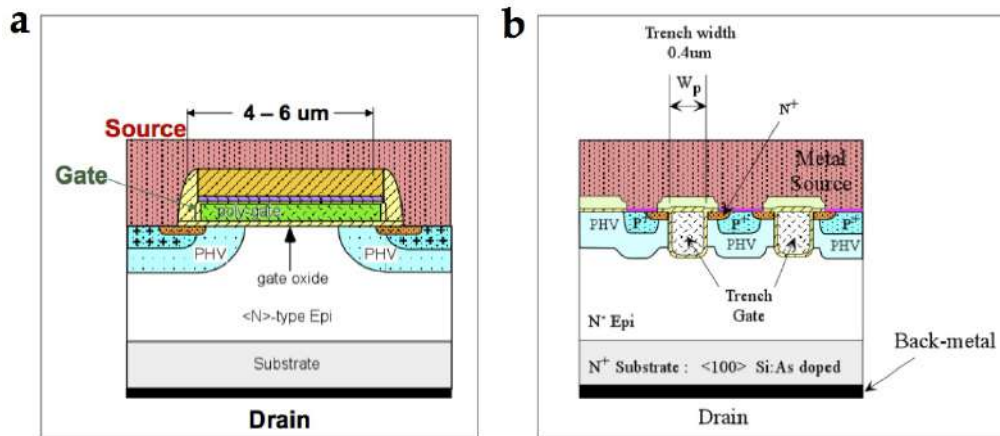 a
4 – 6 um
Source
Gate
poly-gate
PHV
PHV
gate oxide
<N>-type Epi
Substrate
Drain
b
Trench width
0.4um
Wp
N+
Metal
Source
PHV
P+
P+
P+
PHV
PHV
PHV
Trench
Gate
N- Epi
N+ Substrate : <100> Si:As doped
Back-metal
Drain